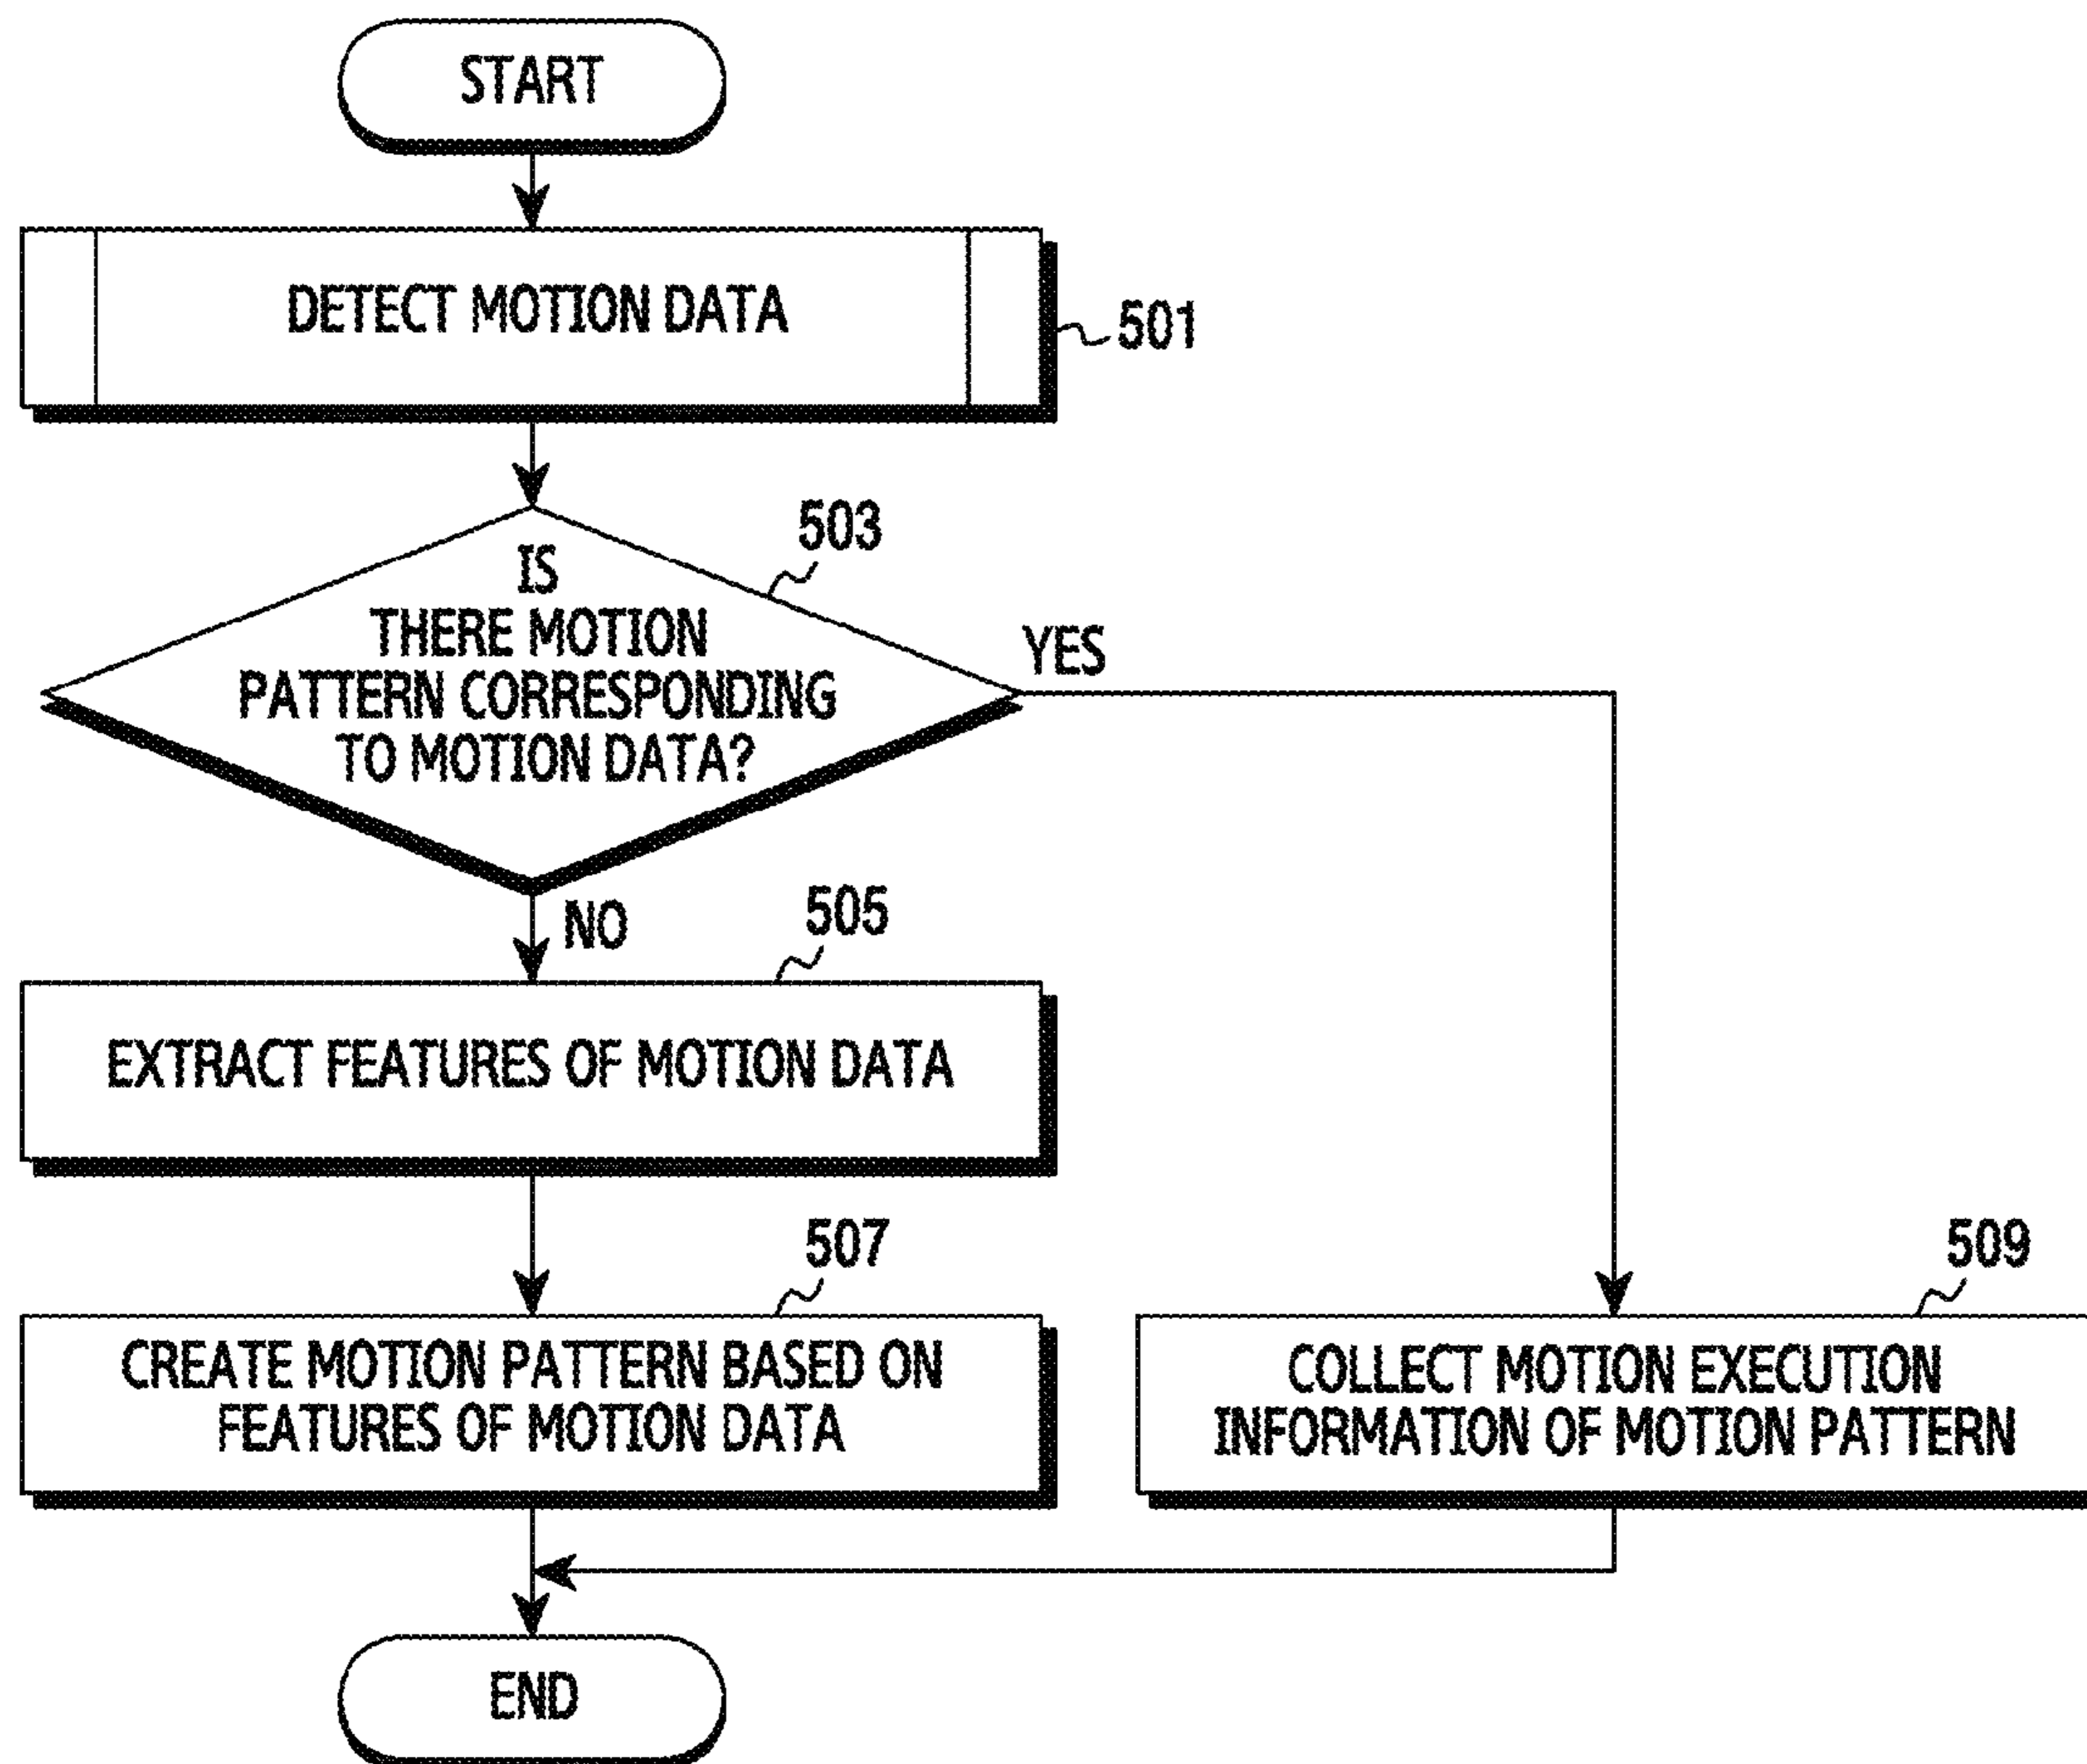 START
DETECT MOTION DATA
501
503
IS
THERE MOTION
PATTERN CORRESPONDING
TO MOTION DATA?
YES
NO
505
EXTRACT FEATURES OF MOTION DATA
507
CREATE MOTION PATTERN BASED ON
FEATURES OF MOTION DATA
509
COLLECT MOTION EXECUTION
INFORMATION OF MOTION PATTERN
END